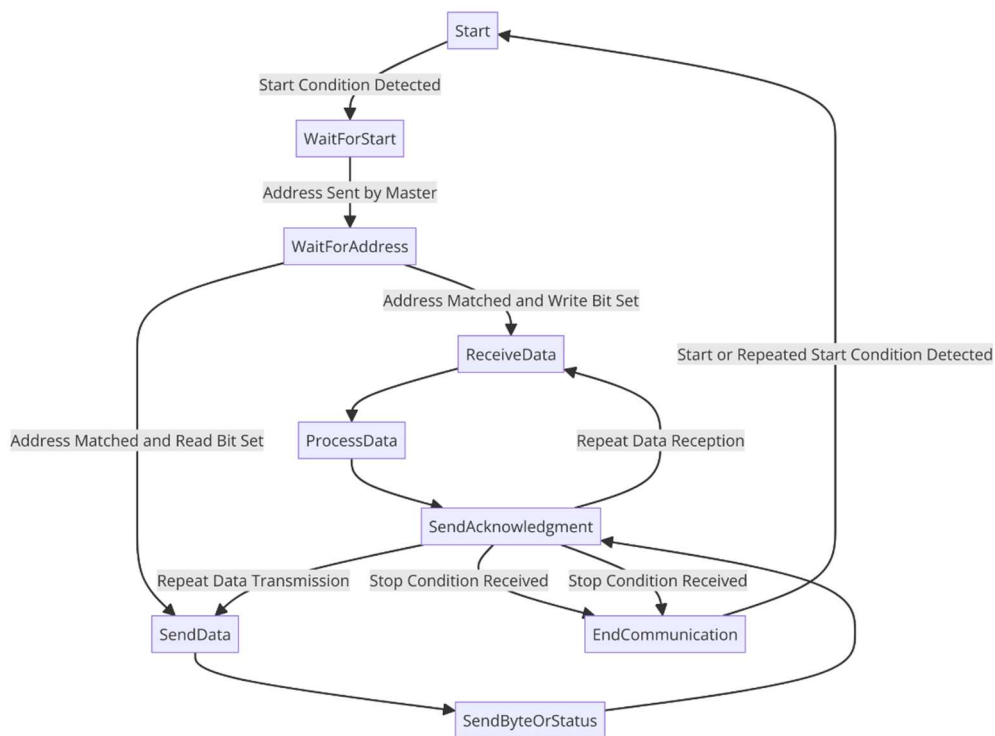 Start
Start Condition Detected
WaitForStart
Address Sent by Master
WaitForAddress
Address Matched and Write Bit Set
ReceiveData
Start or Repeated Start Condition Detected
Address Matched and Read Bit Set
ProcessData
Repeat Data Reception
SendAcknowledgment
Repeat Data Transmission
Stop Condition Received
Stop Condition Received
SendData
EndCommunication
SendByteOrStatus